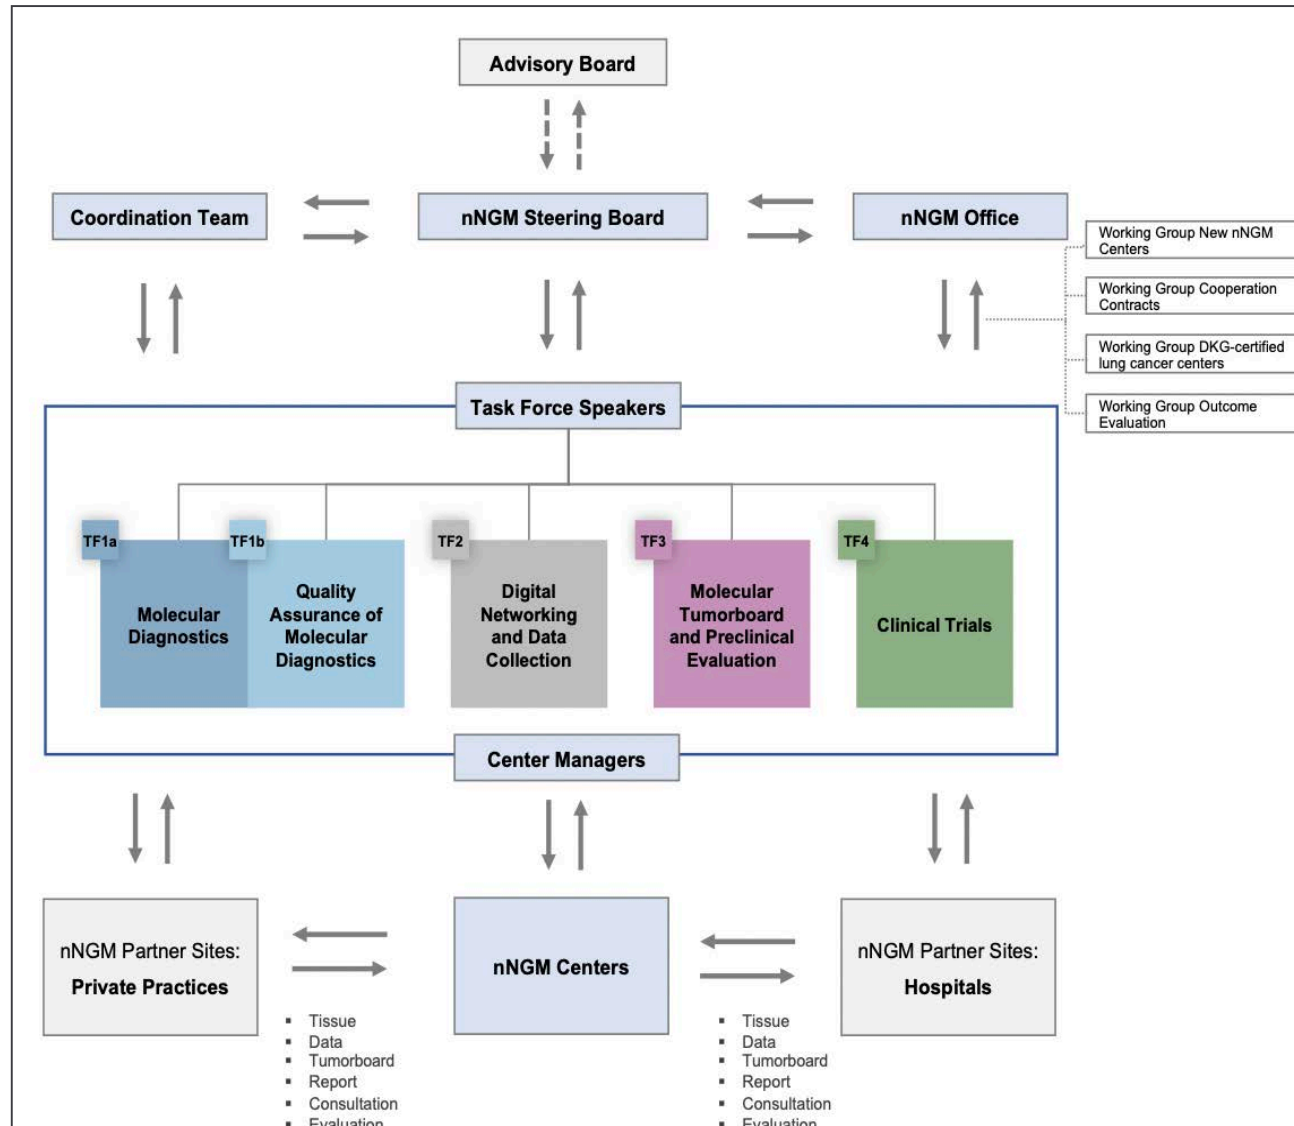 Advisory Board
Coordination Team
nNGM Steering Board
nNGM Office
Working Group New nNGM
Centers
Working Group Cooperation
Contracts
Working Group DKG-certified
lung cancer centers
Working Group Outcome
Evaluation
Task Force Speakers
TF1a
Molecular
Diagnostics
TF1b
Quality
Assurance of
Molecular
Diagnostics
TF2
Digital
Networking
and Data
Collection
TF3
Molecular
Tumorboard
and Preclinical
Evaluation
TF4
Clinical Trials
Center Managers
nNGM Partner Sites:
Private Practices
nNGM Centers
nNGM Partner Sites:
Hospitals
▪ Tissue
▪ Data
▪ Tumorboard
▪ Report
▪ Consultation
▪ Evaluation
▪ Tissue
▪ Data
▪ Tumorboard
▪ Report
▪ Consultation
▪ Evaluation